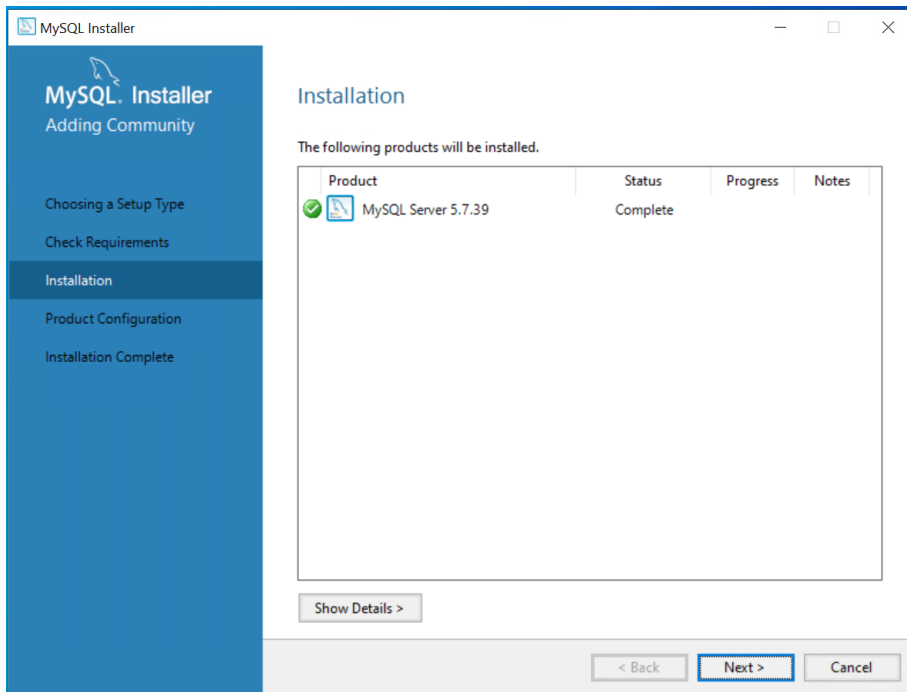 MySQL Installer
MySQL. Installer
Adding Community
Choosing a Setup Type
Check Requirements
Installation
Product Configuration
Installation Complete
Installation
The following products will be installed.
Product Status Progress Notes
MySQL Server 5.7.39 Complete
Show Details >
< Back Next > Cancel